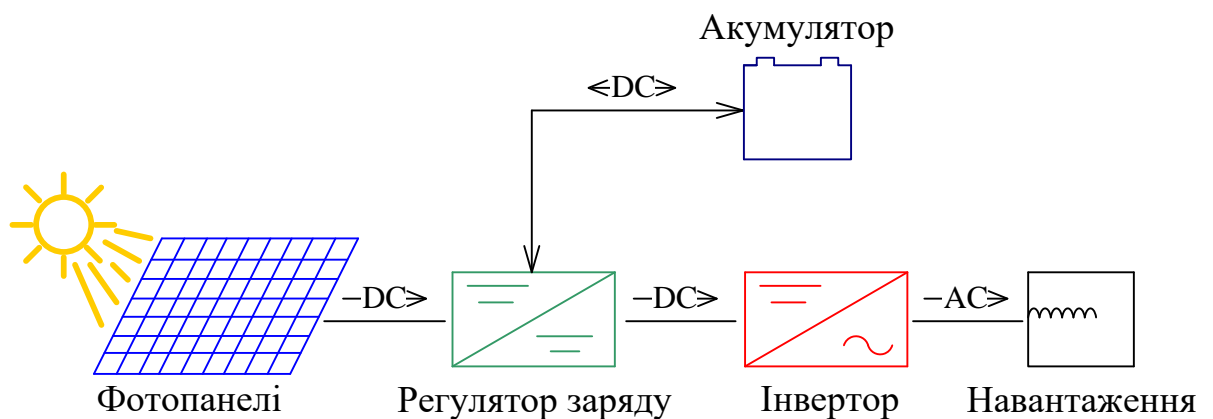 Акумулятор
<DC>
–DC>
–DC>
–AC>
Фотопанелі
Регулятор заряду
Інвертор
Навантаження